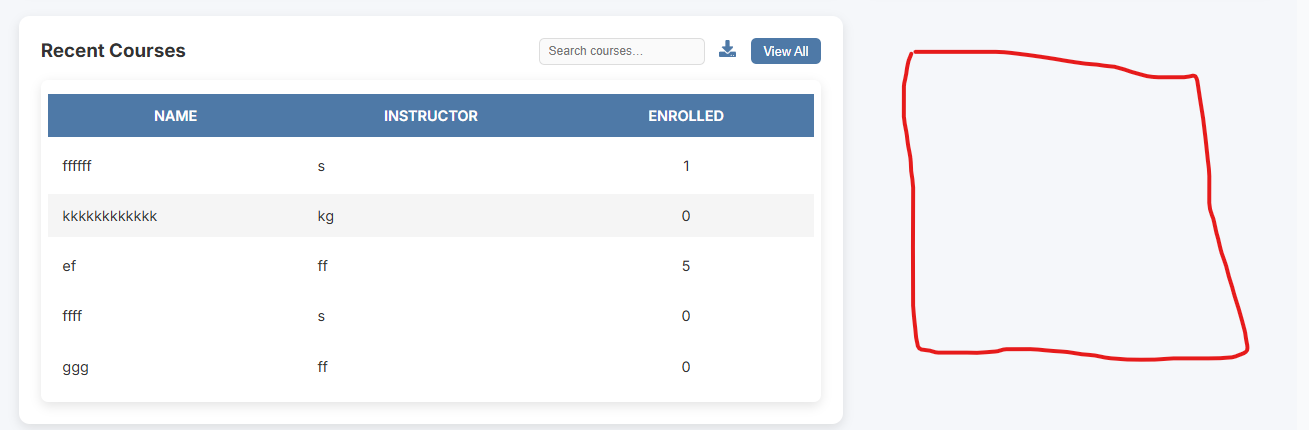 Recent Courses
Search courses...
View All
NAME INSTRUCTOR ENROLLED
ffffff s 1
kkkkkkkkkkkk kg 0
ef ff 5
ffff s 0
ggg ff 0